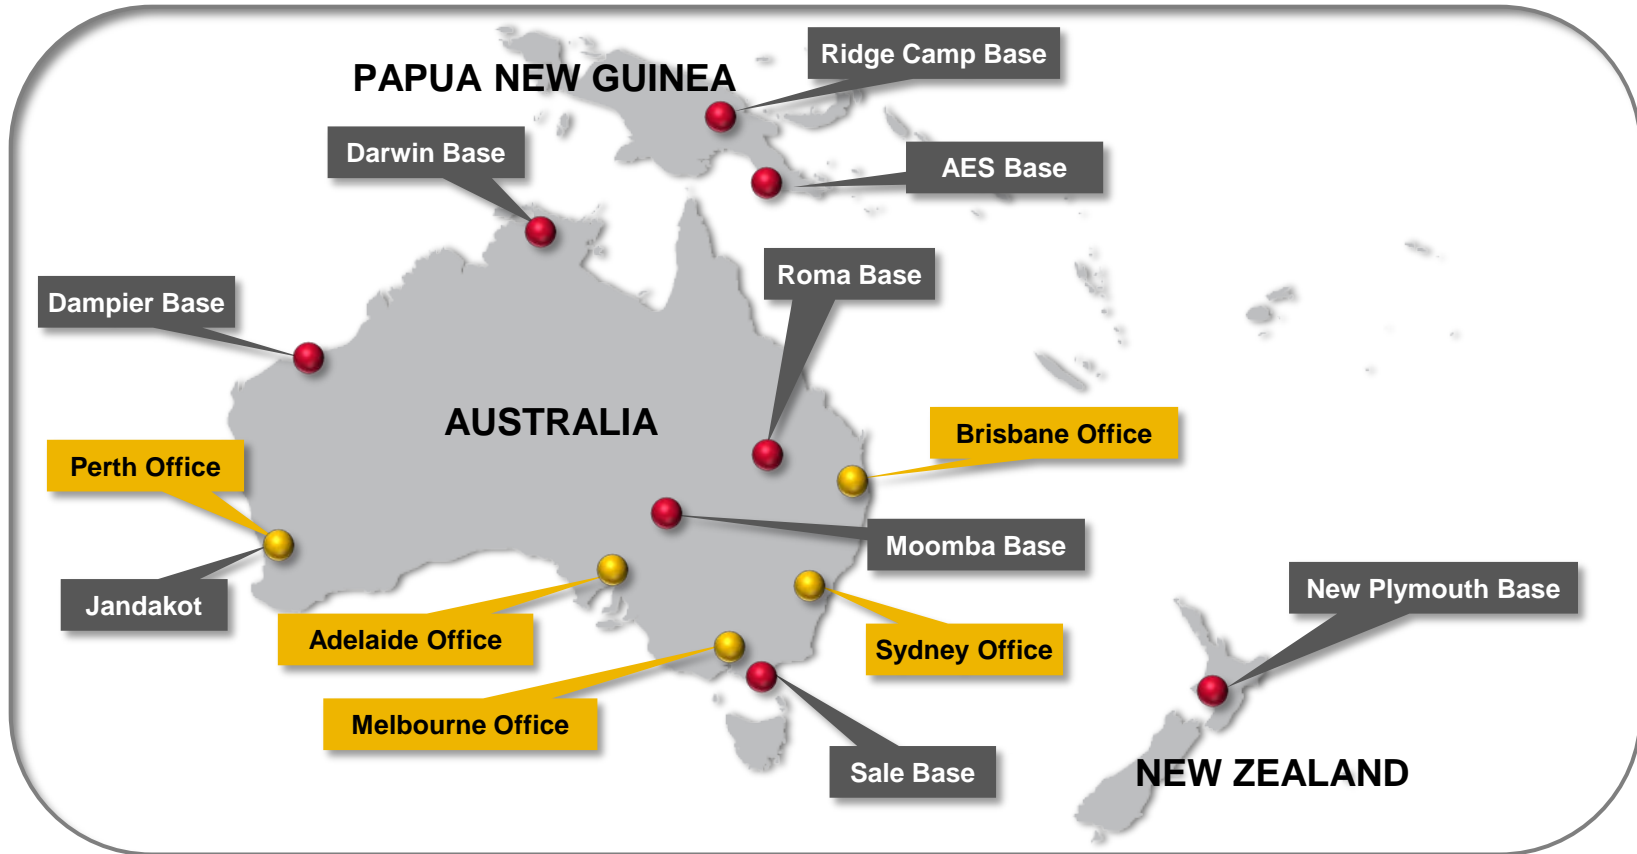 Ridge Camp Base
PAPUA NEW GUINEA
Darwin Base
AES Base
Roma Base
Dampier Base
AUSTRALIA
Brisbane Office
Perth Office
Moomba Base
Jandakot
New Plymouth Base
Adelaide Office
Sydney Office
Melbourne Office
Sale Base
NEW ZEALAND